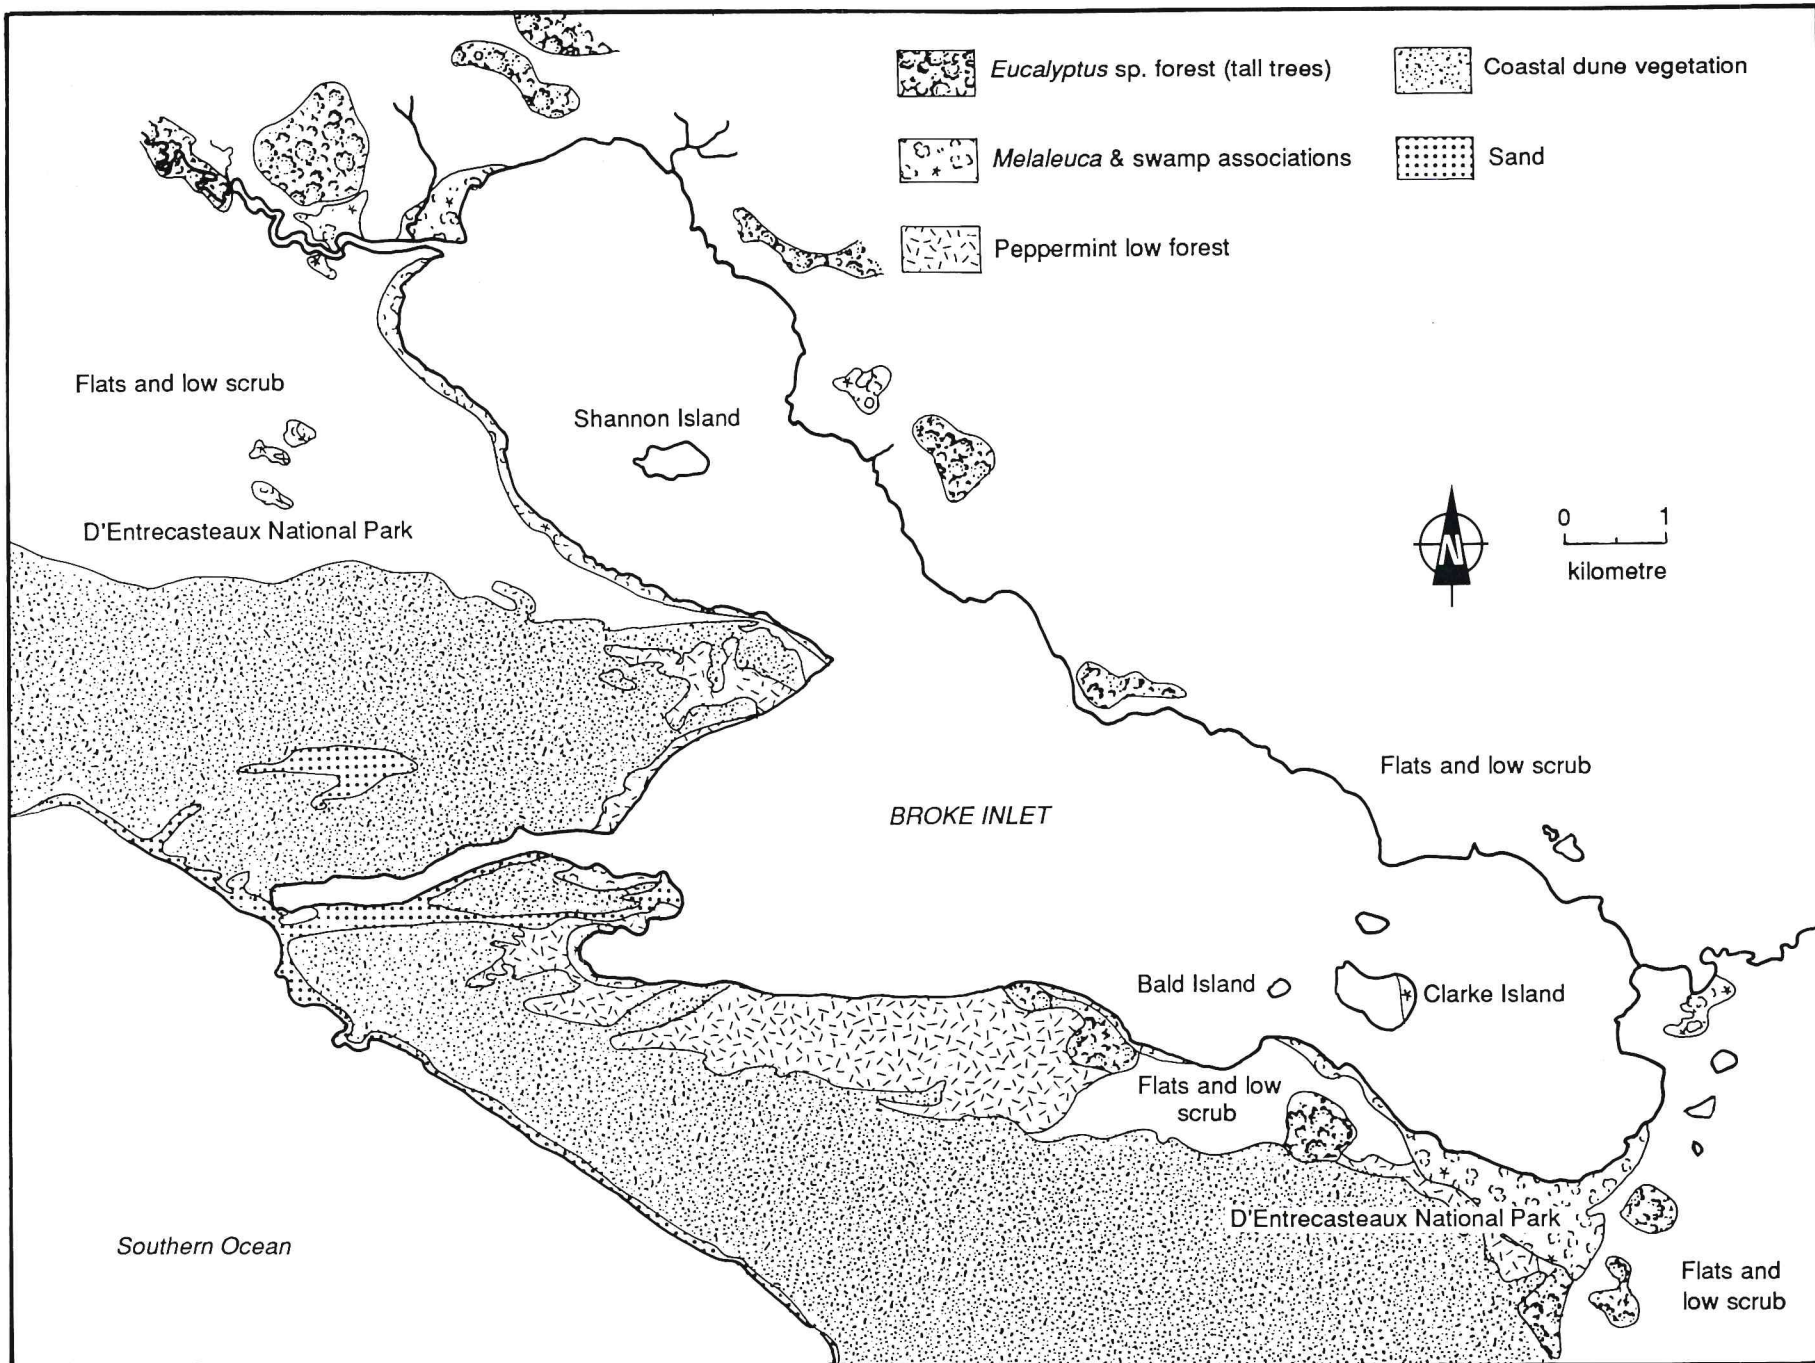 Eucalyptus sp. forest (tall trees)
Coastal dune vegetation
Melaleuca & swamp associations
Sand
Peppermint low forest
Flats and low scrub
Shannon Island
D'Entrecasteaux National Park
N
0 1
kilometre
Flats and low scrub
BROKE INLET
Bald Island
Clarke Island
Flats and low
scrub
D'Entrecasteaux National Park
Southern Ocean
Flats and
low scrub